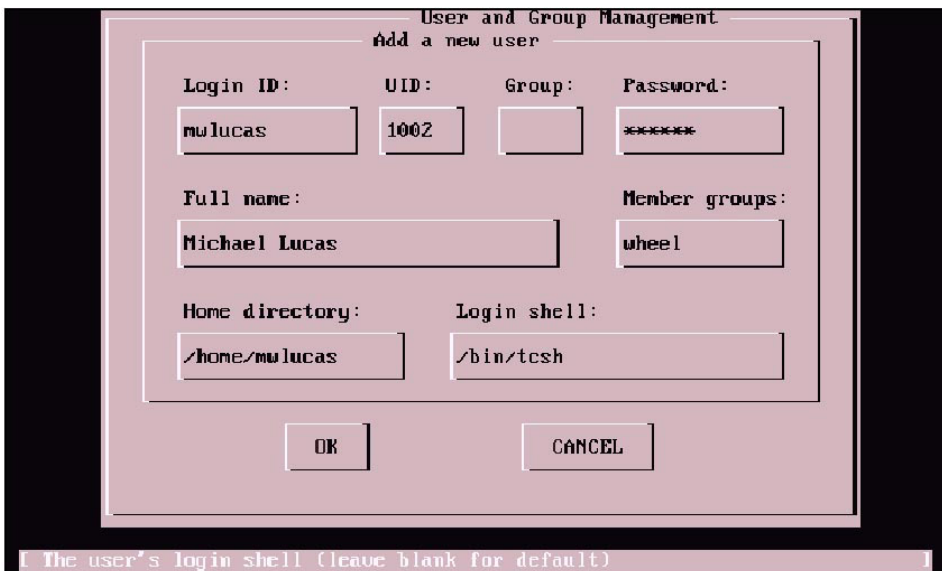 User and Group Management
Add a new user
Login ID: UID: Group: Password:
mwlucas 1002 ******
Full name: Member groups:
Michael Lucas wheel
Home directory: Login shell:
/home/mwlucas /bin/tcsh
OK CANCEL
[ The user's login shell (leave blank for default) ]